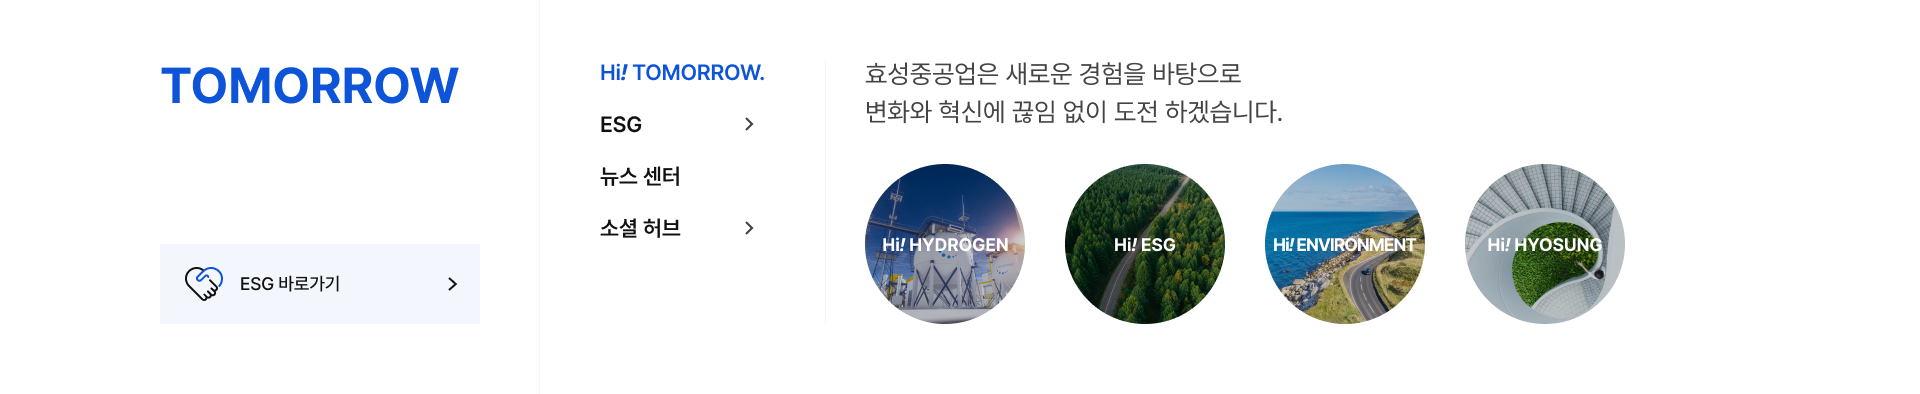 TOMORROW
ESG 바로가기
Hi! TOMORROW.
ESG
뉴스 센터
소셜 허브
효성중공업은 새로운 경험을 바탕으로
변화와 혁신에 끊임 없이 도전 하겠습니다.
Hi! HYDROGEN
Hi! ESG
Hi! ENVIRONMENT
Hi! HYOSUNG